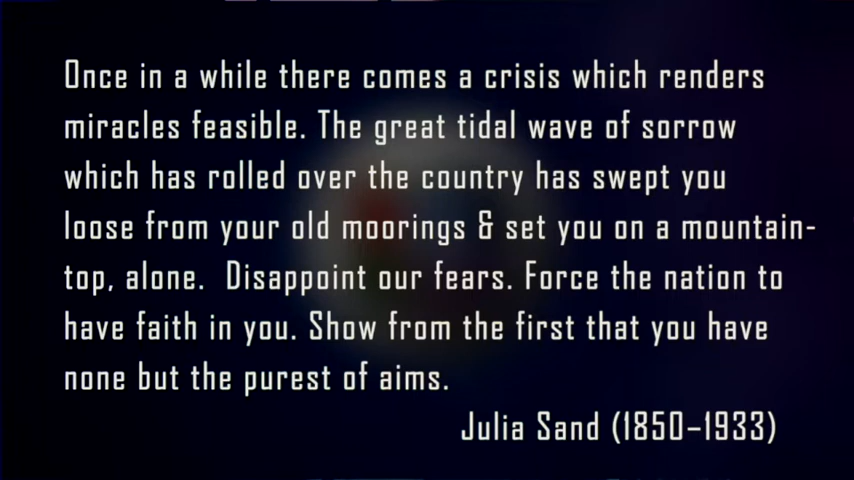 Once in a while there comes a crisis which renders
miracles feasible. The great tidal wave of sorrow
which has rolled over the country has swept you
loose from your old moorings & set you on a mountain-
top, alone.  Disappoint our fears. Force the nation to
have faith in you. Show from the first that you have
none but the purest of aims.
Julia Sand (1850–1933)